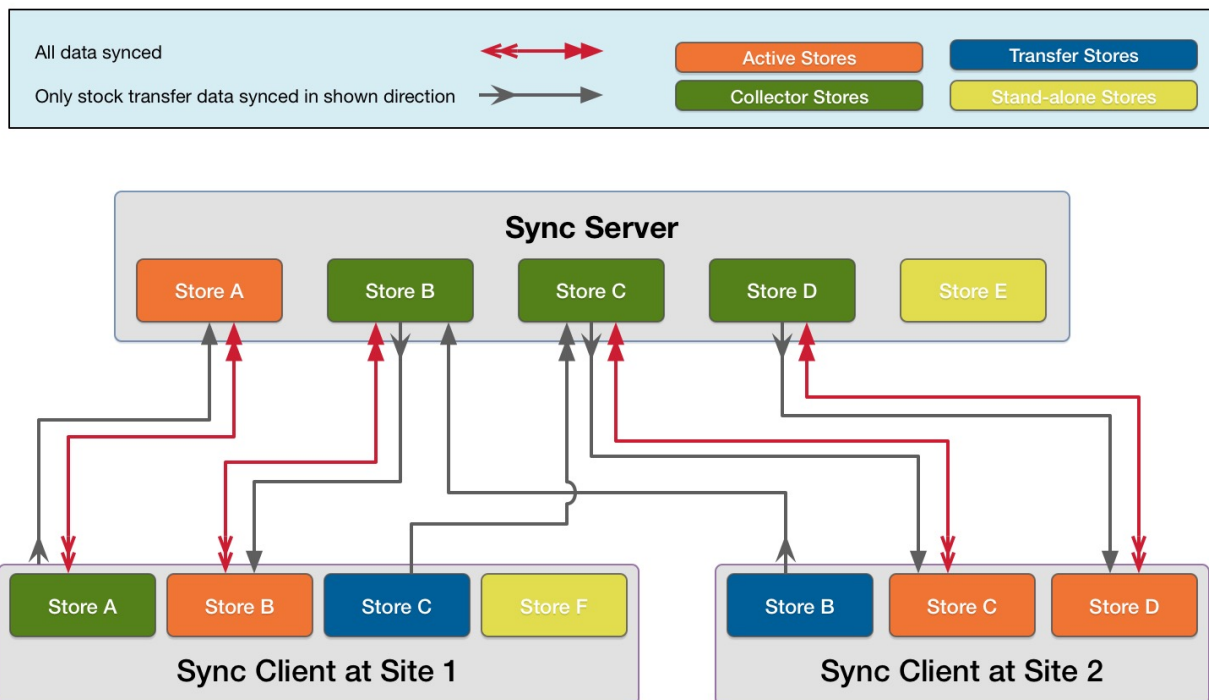 All data synced
Active Stores
Transfer Stores
Only stock transfer data synced in shown direction
Collector Stores
Stand-alone Stores
Sync Server
Store A
Store B
Store C
Store D
Store E
Store A
Store B
Store C
Store F
Store B
Store C
Store D
Sync Client at Site 1
Sync Client at Site 2